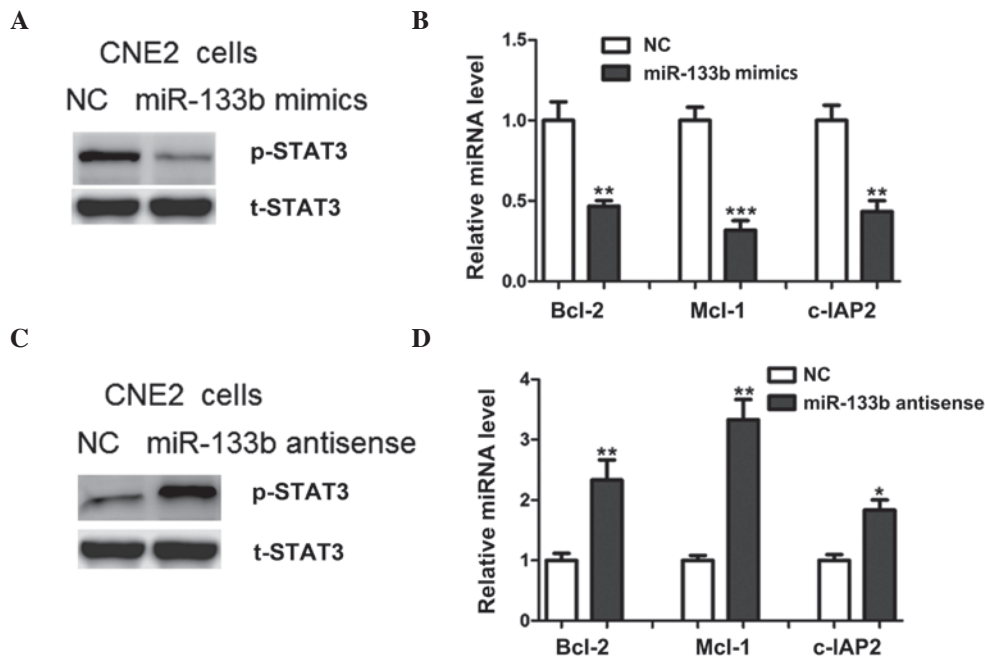 A
CNE2 cells
NC miR-133b mimics
p-STAT3
t-STAT3
B
NC
miR-133b mimics
Relative miRNA level
1.5
1.0
0.5
0.0
**
***
**
Bcl-2 Mcl-1 c-IAP2
C
CNE2 cells
NC miR-133b antisense
p-STAT3
t-STAT3
D
NC
miR-133b antisense
Relative miRNA level
4
3
2
1
0
**
**
*
Bcl-2 Mcl-1 c-IAP2